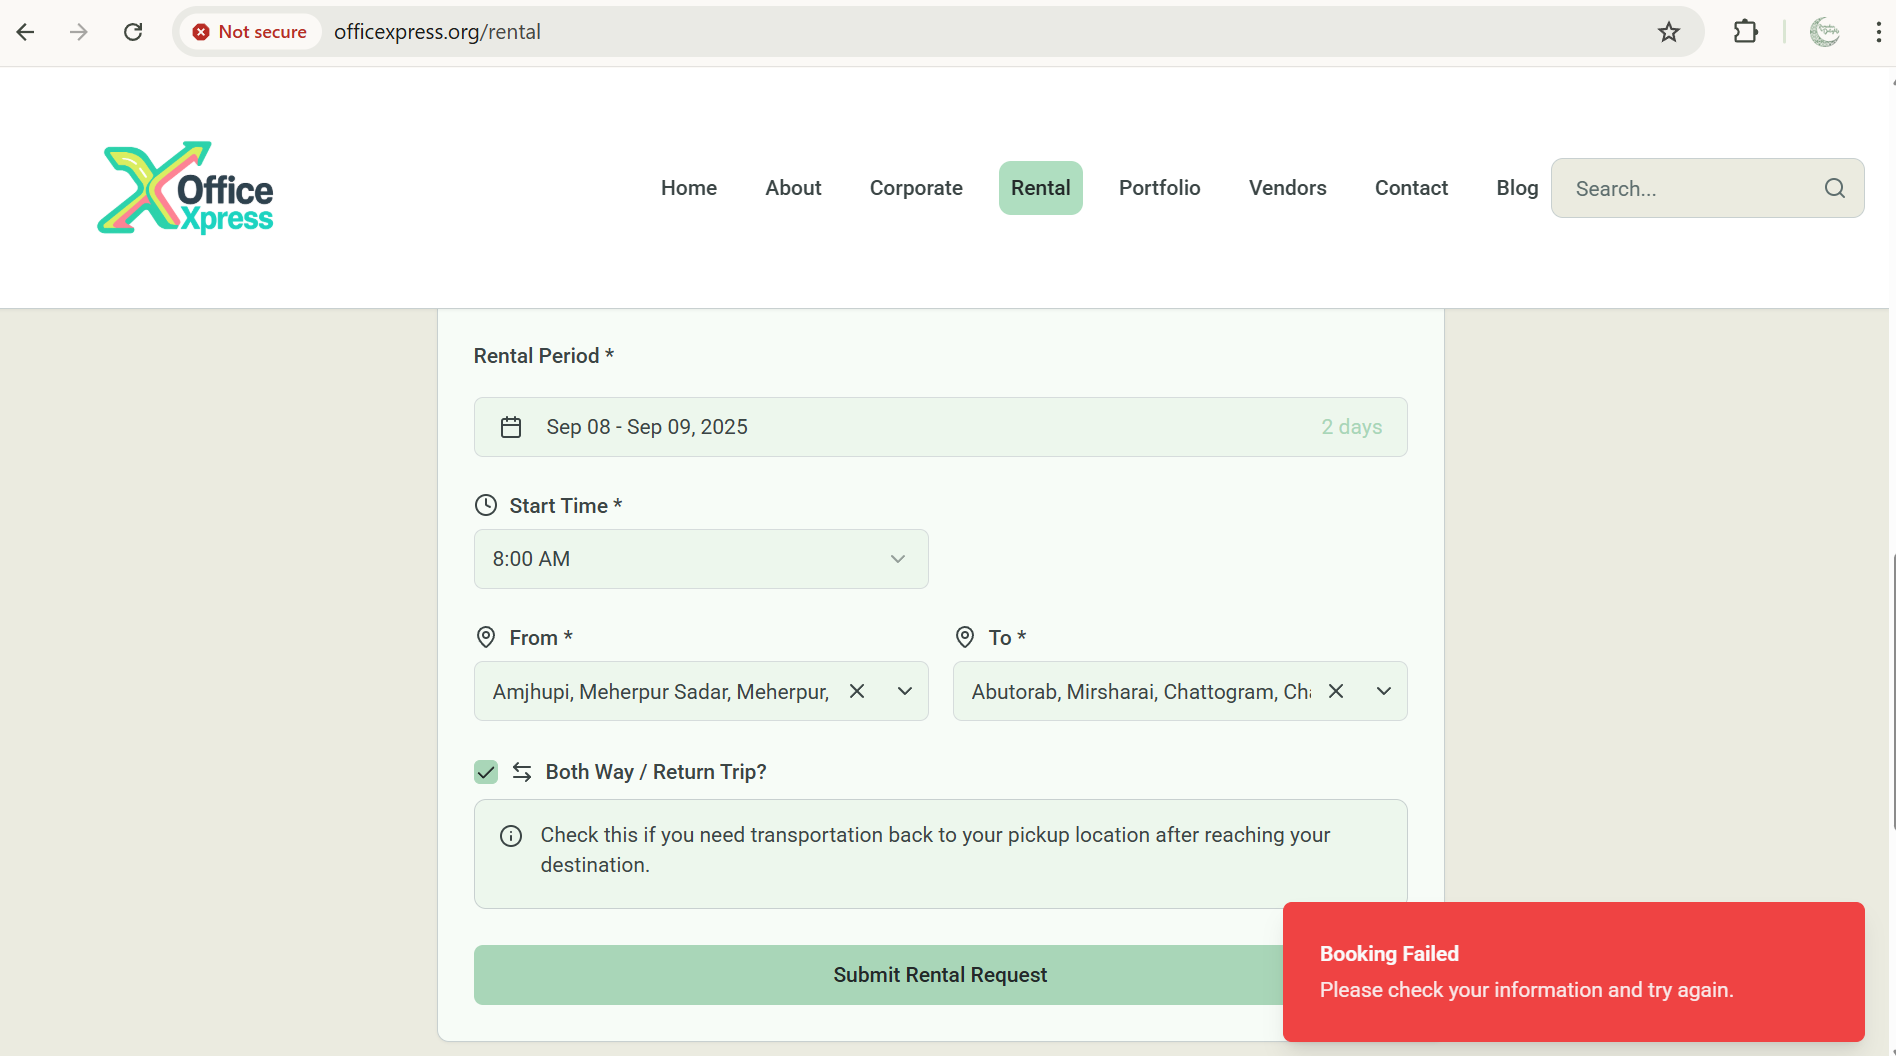 Not secure
officexpress.org/rental
Office
Xpress
Home
About
Corporate
Rental
Portfolio
Vendors
Contact
Blog
Search...
Rental Period *
Sep 08 - Sep 09, 2025
2 days
Start Time *
8:00 AM
From *
To *
Amjhupi, Meherpur Sadar, Meherpur,
Abutorab, Mirsharai, Chattogram, Cha
Both Way / Return Trip?
Check this if you need transportation back to your pickup location after reaching your
destination.
Submit Rental Request
Booking Failed
Please check your information and try again.